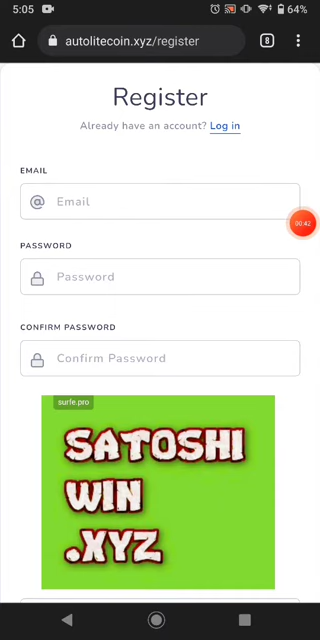 5:05
64%
autolitecoin.xyz/register
8
Register
Already have an account? Log in
EMAIL
@ Email
00:42
PASSWORD
Password
CONFIRM PASSWORD
Confirm Password
surfe.pro
SATOSHI
WIN
.XYZ